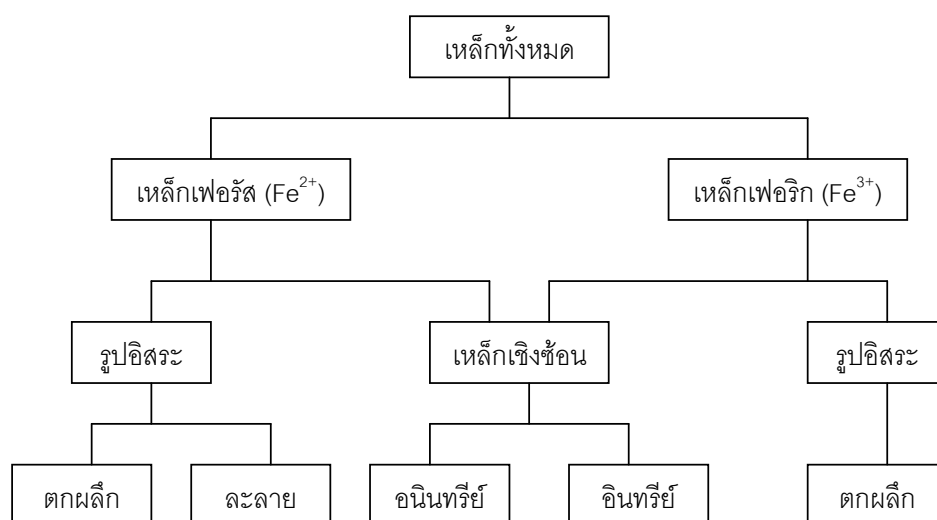 เหล็กทั้งหมด
เหล็กเฟอรัส (Fe²⁺)
เหล็กเฟอริก (Fe³⁺)
รูปอิสระ
เหล็กเชิงซ้อน
รูปอิสระ
ตกผลึก
ละลาย
อนินทรีย์
อินทรีย์
ตกผลึก